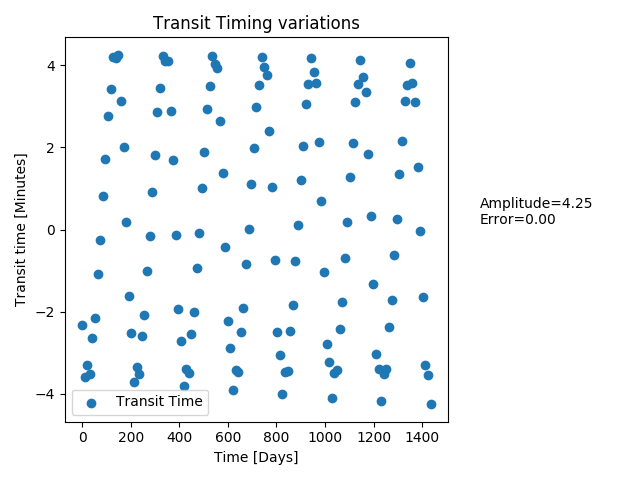 Transit Timing variations
Transit time [Minutes]
4
2
0
−2
−4
Transit Time
0 200 400 600 800 1000 1200 1400
Time [Days]
Amplitude=4.25
Error=0.00